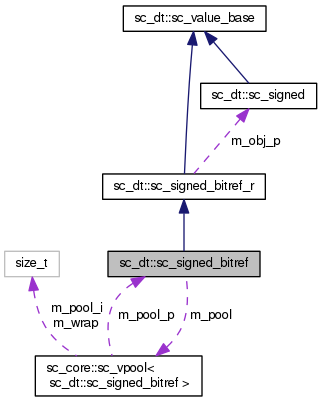 sc_dt::sc_value_base
sc_dt::sc_signed
m_obj_p
sc_dt::sc_signed_bitref_r
size_t
sc_dt::sc_signed_bitref
m_pool_i
m_wrap
m_pool_p
m_pool
sc_core::sc_vpool<
sc_dt::sc_signed_bitref >